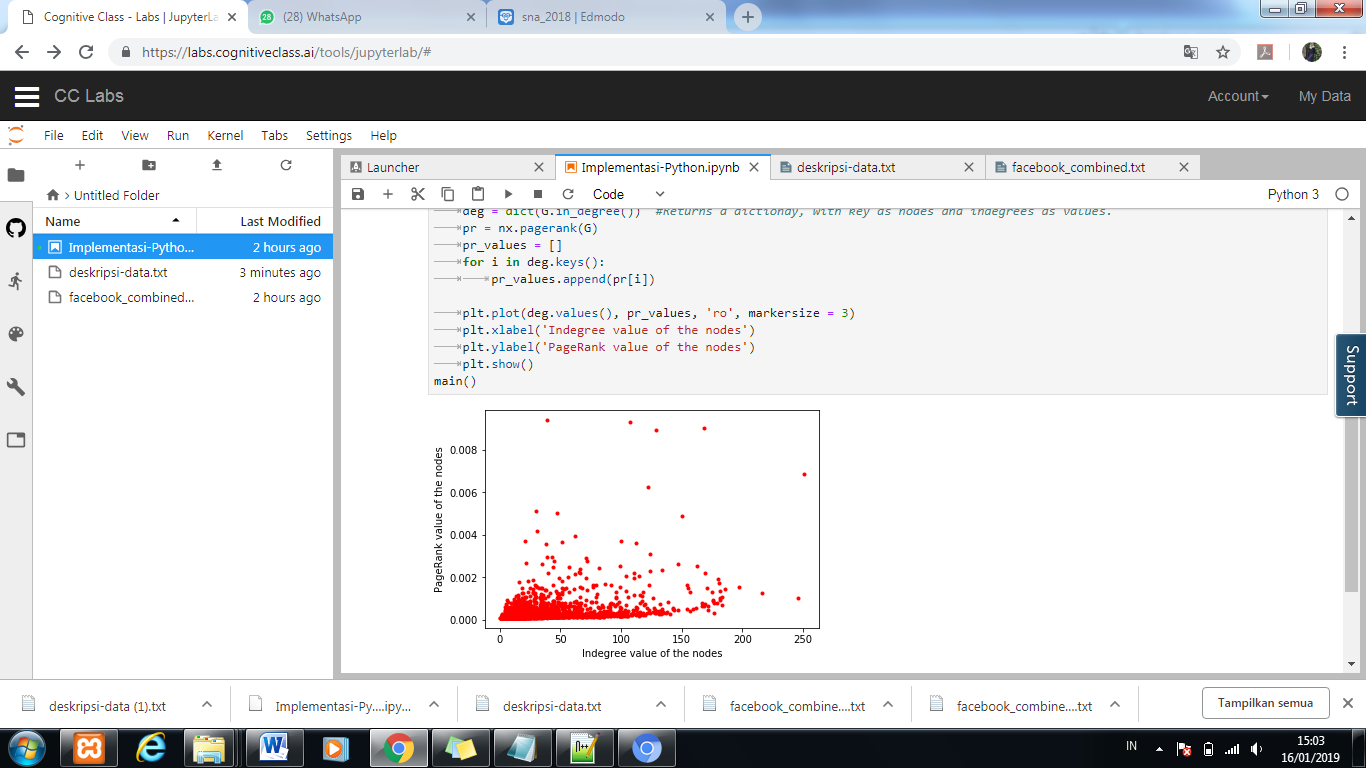 Cognitive Class - Labs | JupyterLa
(28) WhatsApp
sna_2018 | Edmodo
https://labs.cognitiveclass.ai/tools/jupyterlab/#
CC Labs
Account
My Data
File Edit View Run Kernel Tabs Settings Help
Untitled Folder
Name Last Modified
Implementasi-Pytho... 2 hours ago
deskripsi-data.txt 3 minutes ago
facebook_combined... 2 hours ago
Launcher
Implementasi-Python.ipynb
deskripsi-data.txt
facebook_combined.txt
Code
Python 3
deg = dict(G.in_degree()) #Returns a dictionay, with key as nodes and indegrees as values.
pr = nx.pagerank(G)
pr_values = []
for i in deg.keys():
pr_values.append(pr[i])
plt.plot(deg.values(), pr_values, 'ro', markersize = 3)
plt.xlabel('Indegree value of the nodes')
plt.ylabel('PageRank value of the nodes')
plt.show()
main()
PageRank value of the nodes
0.008
0.006
0.004
0.002
0.000
0 50 100 150 200 250
Indegree value of the nodes
Support
deskripsi-data (1).txt
Implementasi-Py....ipy...
deskripsi-data.txt
facebook_combine....txt
facebook_combine....txt
Tampilkan semua
IN
15:03
16/01/2019